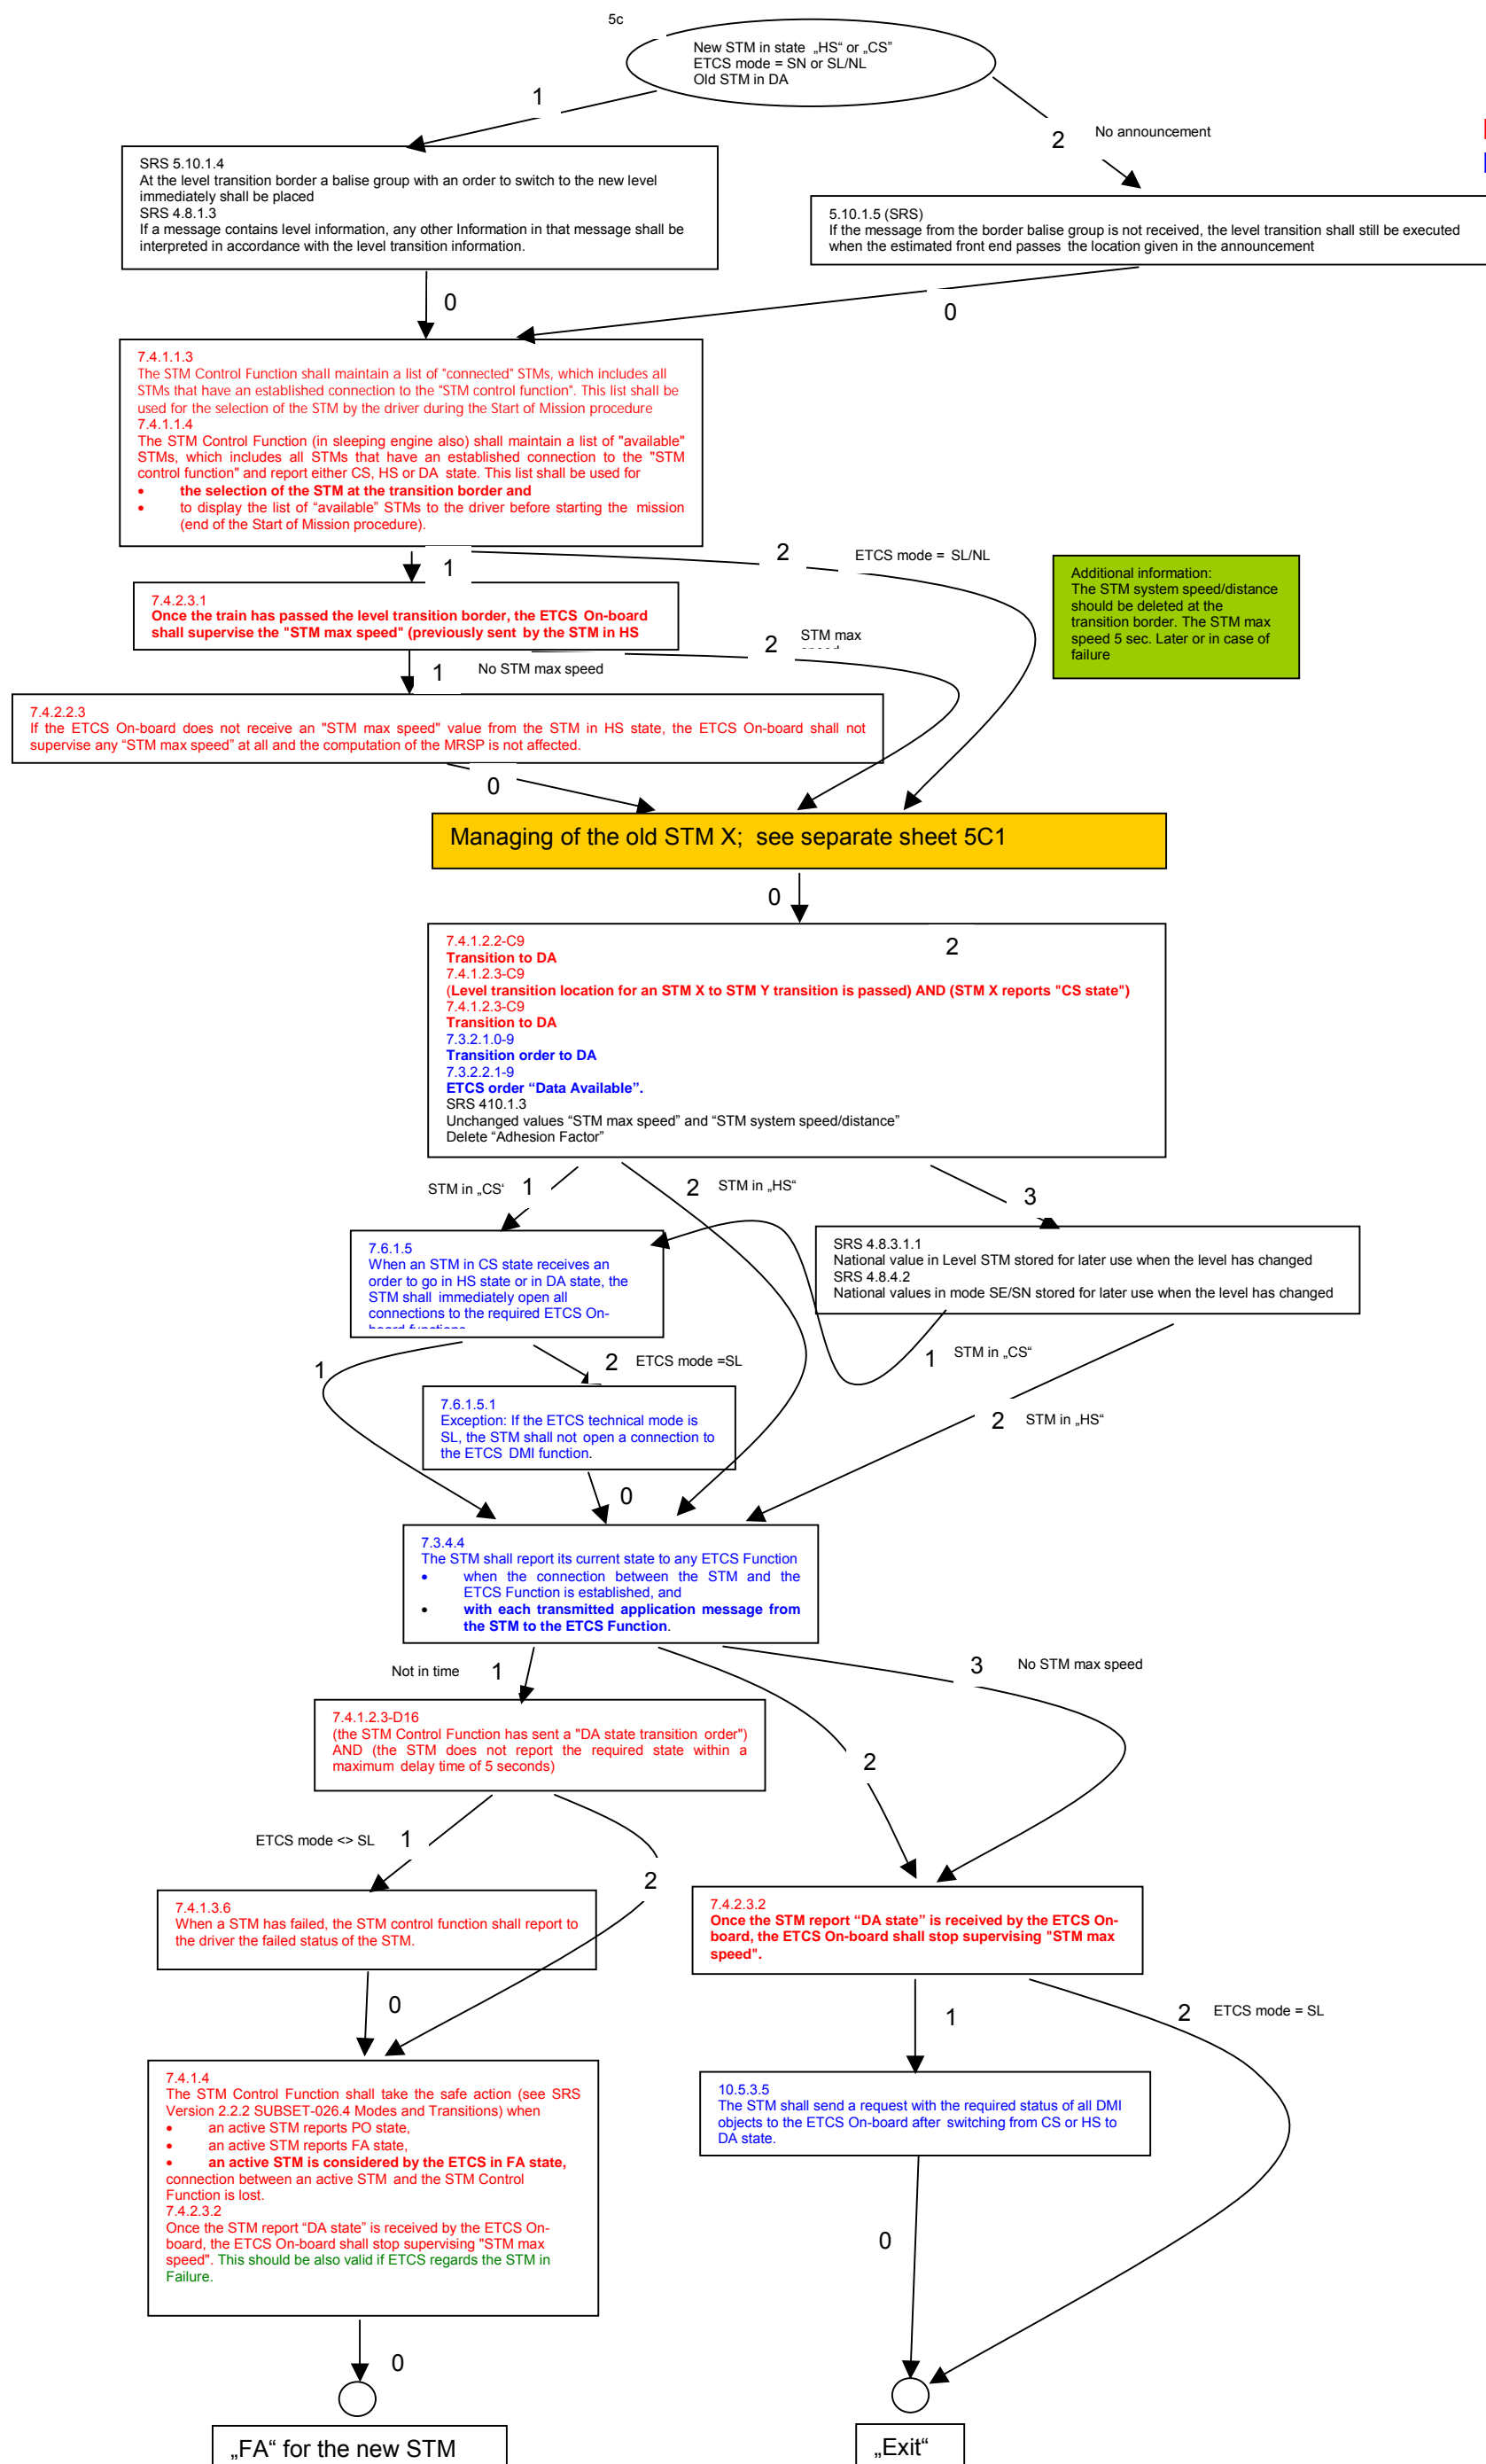 5c
New STM in state „HS“ or „CS”
ETCS mode = SN or SL/NL
Old STM in DA
1
2
No announcement
SRS 5.10.1.4
At the level transition border a balise group with an order to switch to the new level
immediately shall be placed
SRS 4.8.1.3
If a message contains level information, any other Information in that message shall be
interpreted in accordance with the level transition information.
5.10.1.5 (SRS)
If the message from the border balise group is not received, the level transition shall still be executed
when the estimated front end passes the location given in the announcement
0
0
7.4.1.1.3
The STM Control Function shall maintain a list of "connected" STMs, which includes all
STMs that have an established connection to the "STM control function". This list shall be
used for the selection of the STM by the driver during the Start of Mission procedure
7.4.1.1.4
The STM Control Function (in sleeping engine also) shall maintain a list of "available"
STMs, which includes all STMs that have an established connection to the "STM
control function" and report either CS, HS or DA state. This list shall be used for
• the selection of the STM at the transition border and
• to display the list of “available” STMs to the driver before starting the mission
(end of the Start of Mission procedure).
1
2
ETCS mode = SL/NL
Additional information:
The STM system speed/distance
should be deleted at the
transition border. The STM max
speed 5 sec. Later or in case of
failure
7.4.2.3.1
Once the train has passed the level transition border, the ETCS On-board
shall supervise the "STM max speed" (previously sent by the STM in HS
1
No STM max speed
2
STM max
7.4.2.2.3
If the ETCS On-board does not receive an "STM max speed" value from the STM in HS state, the ETCS On-board shall not
supervise any “STM max speed” at all and the computation of the MRSP is not affected.
0
Managing of the old STM X; see separate sheet 5C1
0
2
7.4.1.2.2-C9
Transition to DA
7.4.1.2.3-C9
(Level transition location for an STM X to STM Y transition is passed) AND (STM X reports "CS state")
7.4.1.2.3-C9
Transition to DA
7.3.2.1.0-9
Transition order to DA
7.3.2.2.1-9
ETCS order “Data Available”.
SRS 410.1.3
Unchanged values “STM max speed” and “STM system speed/distance”
Delete “Adhesion Factor”
STM in „CS‘
1
2
STM in „HS“
3
7.6.1.5
When an STM in CS state receives an
order to go in HS state or in DA state, the
STM shall immediately open all
connections to the required ETCS On-
board functions
SRS 4.8.3.1.1
National value in Level STM stored for later use when the level has changed
SRS 4.8.4.2
National values in mode SE/SN stored for later use when the level has changed
1
2
ETCS mode =SL
1
STM in „CS“
2
STM in „HS“
7.6.1.5.1
Exception: If the ETCS technical mode is
SL, the STM shall not open a connection to
the ETCS DMI function.
0
7.3.4.4
The STM shall report its current state to any ETCS Function
• when the connection between the STM and the
ETCS Function is established, and
• with each transmitted application message from
the STM to the ETCS Function.
Not in time
1
2
3
No STM max speed
7.4.1.2.3-D16
(the STM Control Function has sent a "DA state transition order")
AND (the STM does not report the required state within a
maximum delay time of 5 seconds)
ETCS mode <> SL
1
2
7.4.1.3.6
When a STM has failed, the STM control function shall report to
the driver the failed status of the STM.
7.4.2.3.2
Once the STM report “DA state” is received by the ETCS On-
board, the ETCS On-board shall stop supervising "STM max
speed".
0
1
2
ETCS mode = SL
7.4.1.4
The STM Control Function shall take the safe action (see SRS
Version 2.2.2 SUBSET-026.4 Modes and Transitions) when
• an active STM reports PO state,
• an active STM reports FA state,
• an active STM is considered by the ETCS in FA state,
connection between an active STM and the STM Control
Function is lost.
7.4.2.3.2
Once the STM report “DA state” is received by the ETCS On-
board, the ETCS On-board shall stop supervising "STM max
speed". This should be also valid if ETCS regards the STM in
Failure.
10.5.3.5
The STM shall send a request with the required status of all DMI
objects to the ETCS On-board after switching from CS or HS to
DA state.
0
0
„FA“ for the new STM
„Exit“